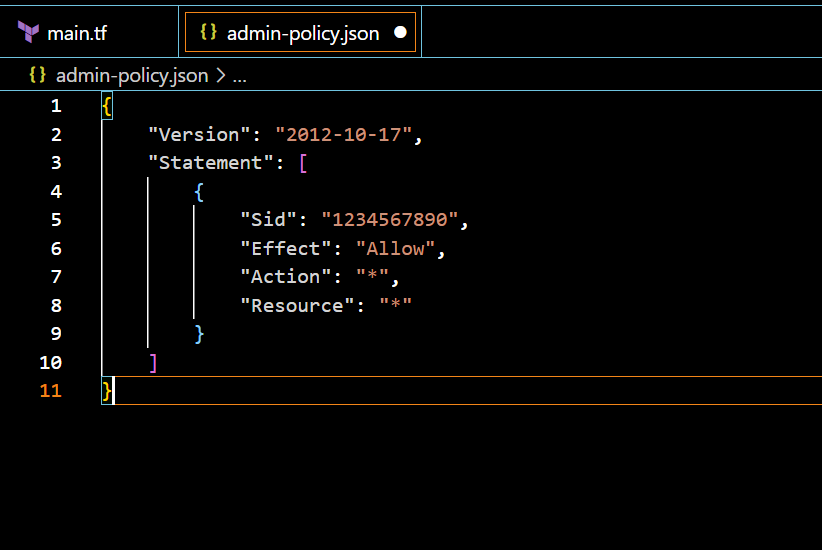 main.tf
{} admin-policy.json
{} admin-policy.json > ...
1 {
2 "Version": "2012-10-17",
3 "Statement": [
4 {
5 "Sid": "1234567890",
6 "Effect": "Allow",
7 "Action": "*",
8 "Resource": "*"
9 }
10 ]
11 }